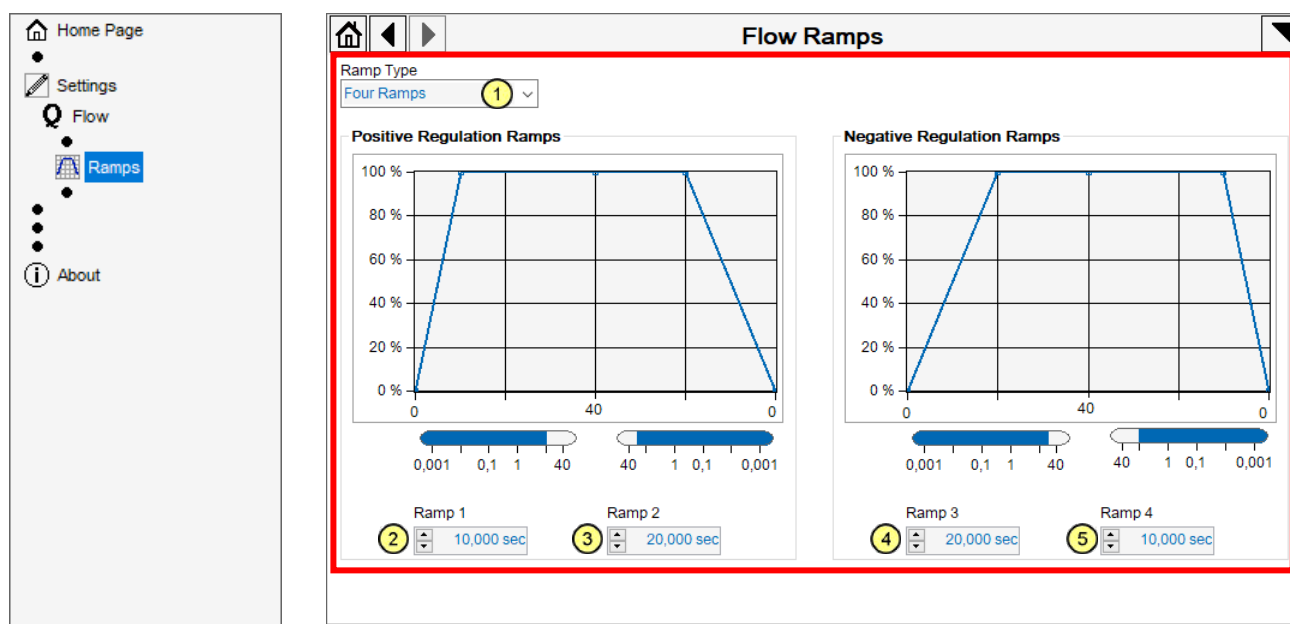 Home Page
Settings
Q Flow
Ramps
i About
Flow Ramps
Ramp Type
Four Ramps 1
Positive Regulation Ramps
100 %
80 %
60 %
40 %
20 %
0 %
0 40 0
0,001 0,1 1 40 40 1 0,1 0,001
Ramp 1 Ramp 2
2 10,000 sec 3 20,000 sec
Negative Regulation Ramps
100 %
80 %
60 %
40 %
20 %
0 %
0 40 0
0,001 0,1 1 40 40 1 0,1 0,001
Ramp 3 Ramp 4
4 20,000 sec 5 10,000 sec